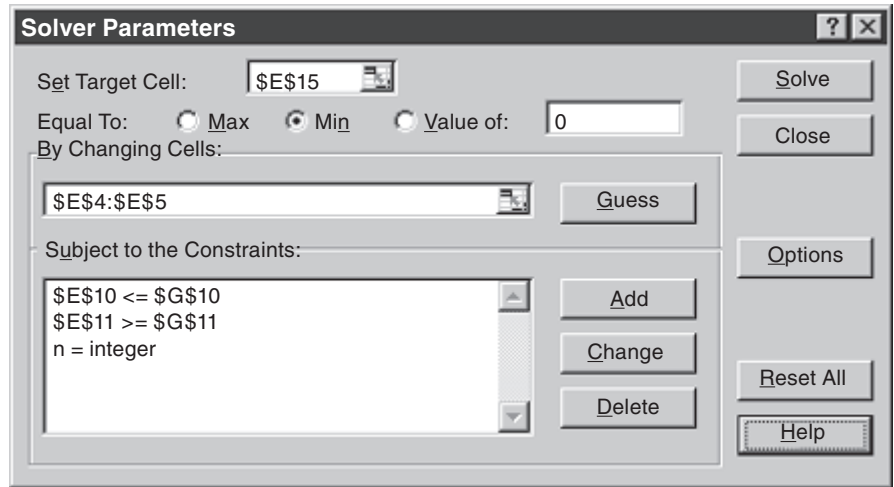 Solver Parameters
Set Target Cell: $E$15
Solve
Equal To: Max Min Value of: 0
Close
By Changing Cells:
$E$4:$E$5
Guess
Subject to the Constraints:
Options
$E$10 <= $G$10
Add
$E$11 >= $G$11
n = integer
Change
Reset All
Delete
Help